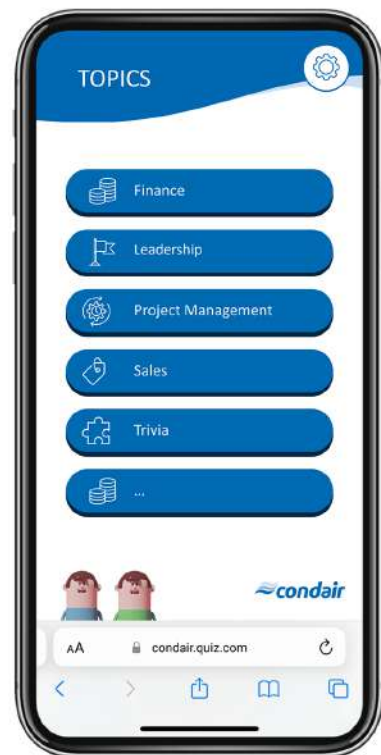 TOPICS
Finance
Leadership
Project Management
Sales
Trivia
...
condair
AA condair.quiz.com